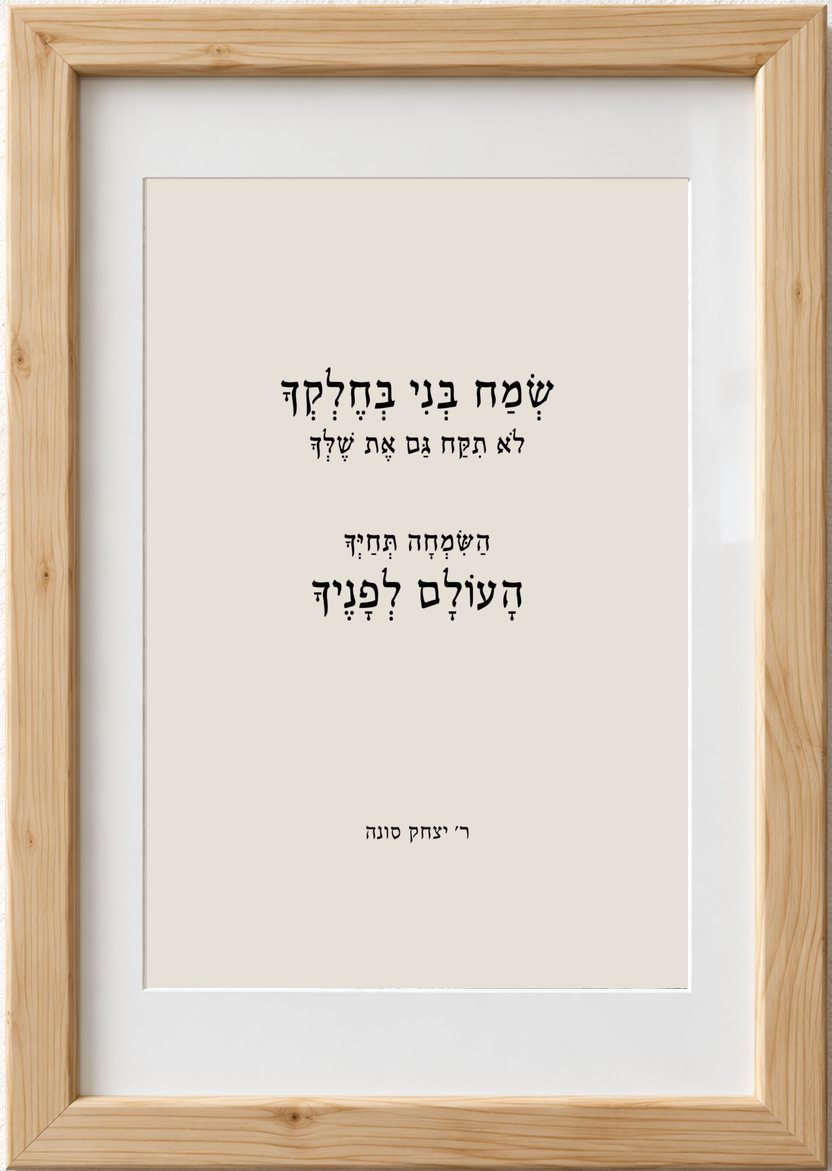 שְׂמַח בְּנִי בְּחֶלְקְךָ
לֹא תִקַּח גַּם אֶת שֶׁלְּךָ
הַשִּׂמְחָה תְּחַיְּךָ
הָעוֹלָם לְפָנֶיךָ
ר׳ יצחק סונה